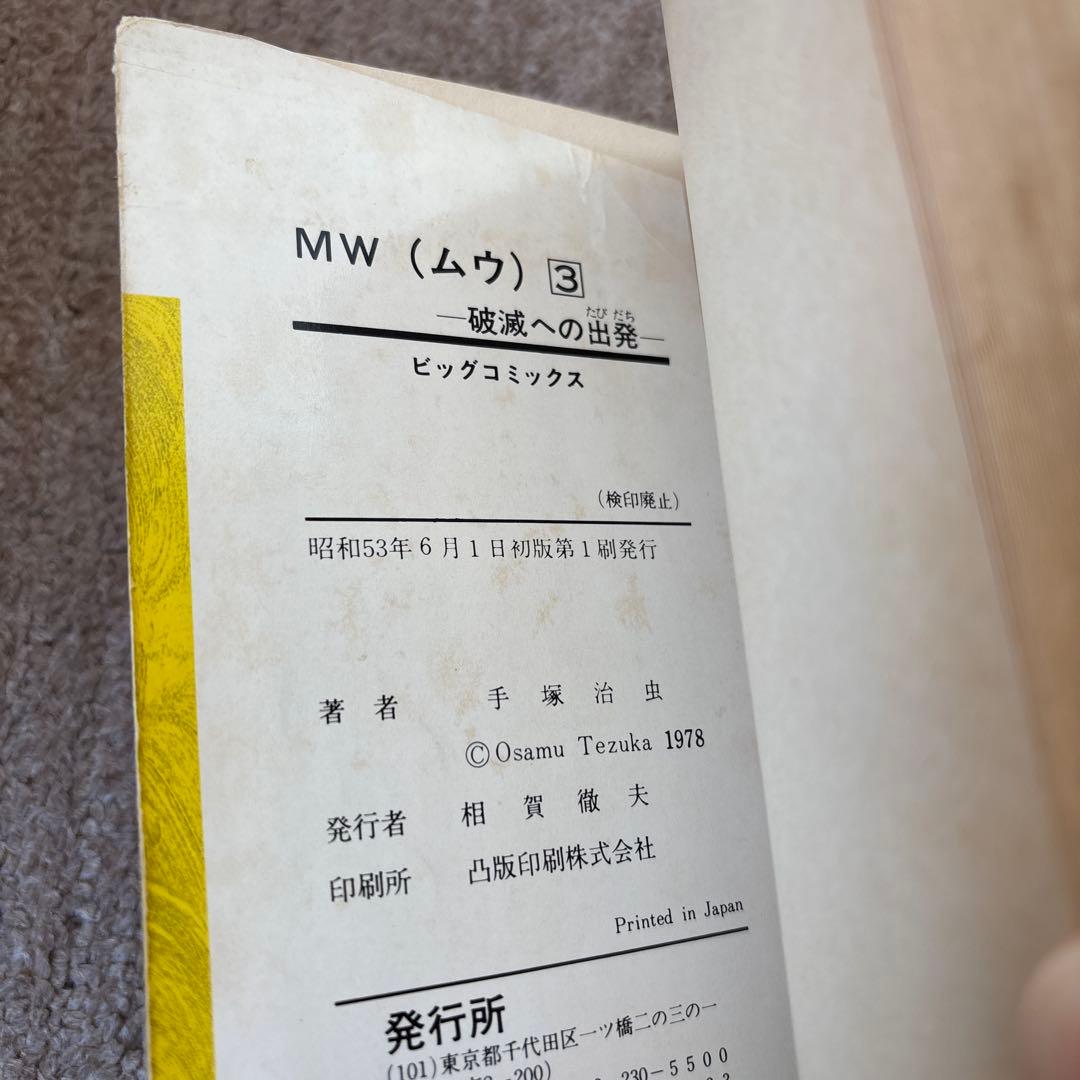 MW（ムウ）3
―破滅への出発―
たび だち
ビッグコミックス
（検印廃止）
昭和53年6月1日初版第1刷発行
著者 手塚治虫
©Osamu Tezuka 1978
発行者 相賀徹夫
印刷所 凸版印刷株式会社
Printed in Japan
発行所
(101)東京都千代田区一ツ橋二の三の一
-200)
230-5500